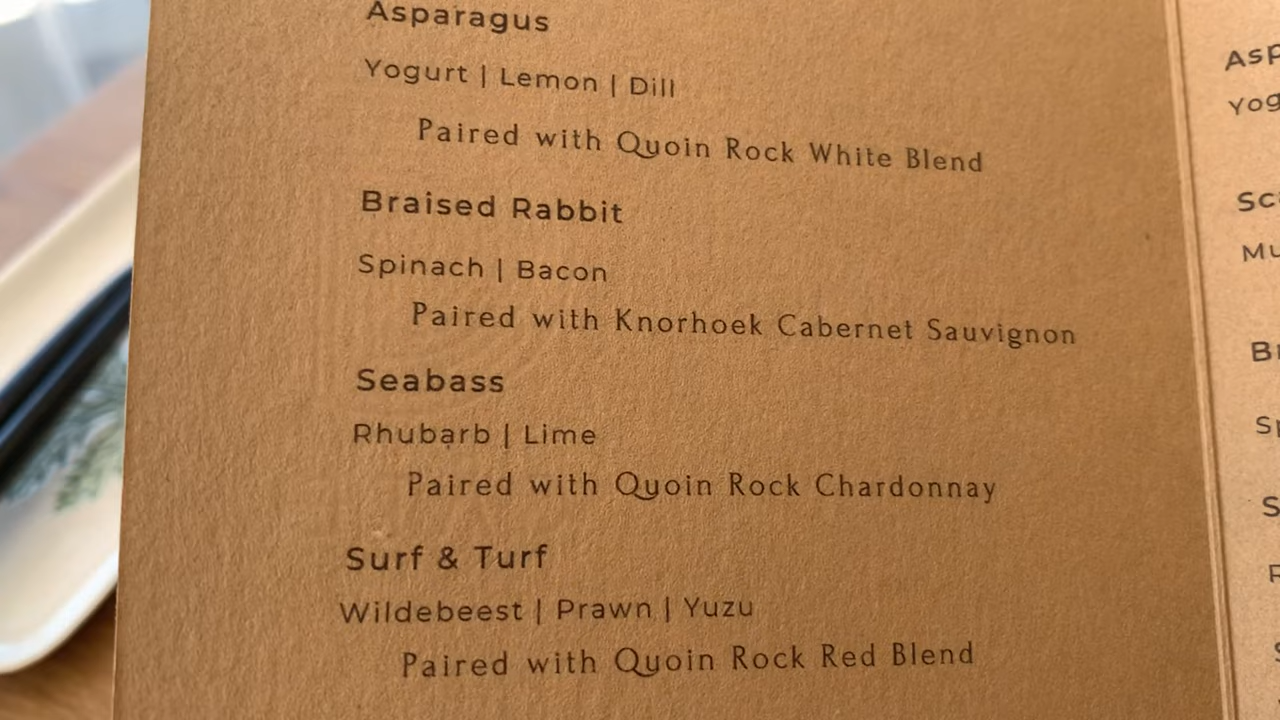 Asparagus
Yogurt | Lemon | Dill
Paired with Quoin Rock White Blend
Braised Rabbit
Spinach | Bacon
Paired with Knorhoek Cabernet Sauvignon
Seabass
Rhubarb | Lime
Paired with Quoin Rock Chardonnay
Surf & Turf
Wildebeest | Prawn | Yuzu
Paired with Quoin Rock Red Blend